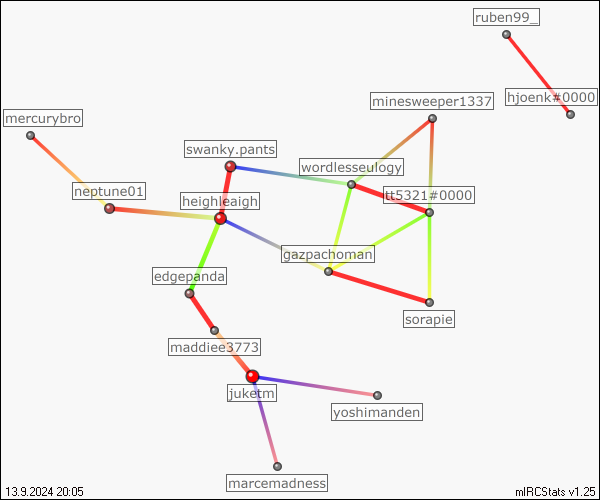 ruben99_
hjoenk#0000
minesweeper1337
mercurybro
swanky.pants
wordlesseulogy
neptune01
tt5321#0000
heighleaigh
gazpachoman
edgepanda
sorapie
maddiee3773
juketm
yoshimanden
marcemadness
13.9.2024 20:05
mIRCStats v1.25